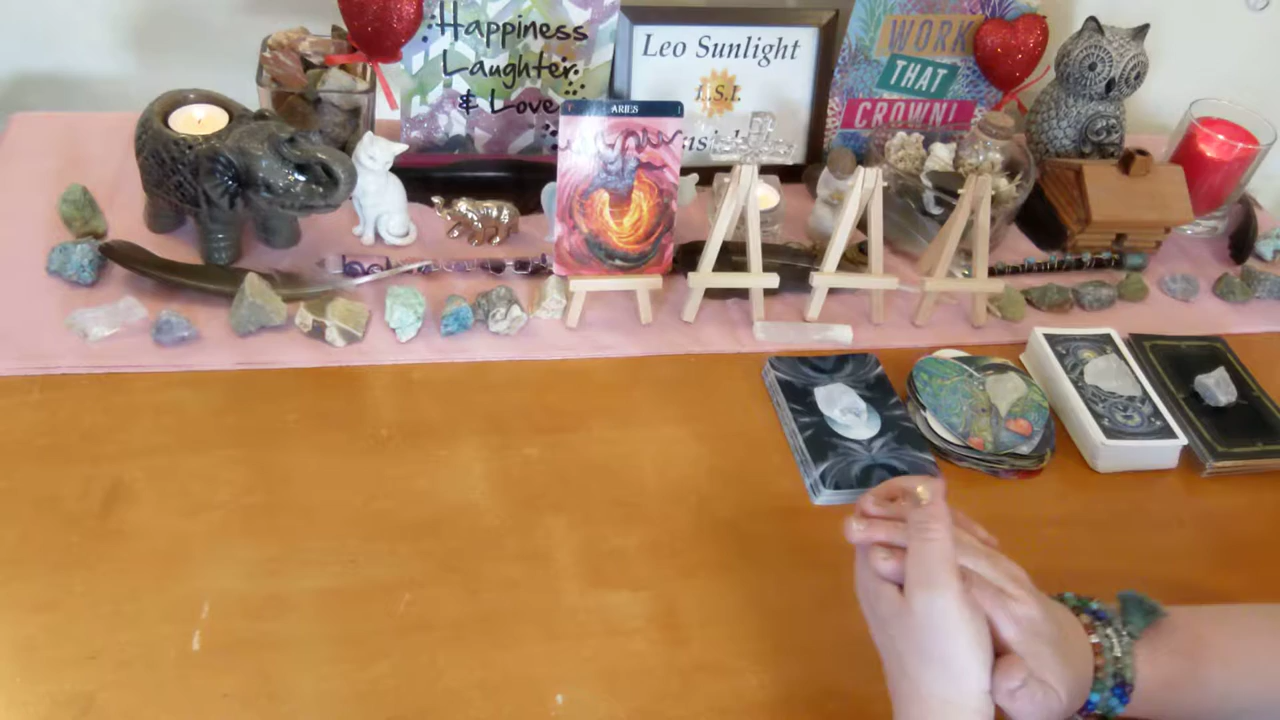 Happiness
Laughter
& Love
Leo Sunlight
L.S.I.
WORK
THAT
CROWN!
ARIES